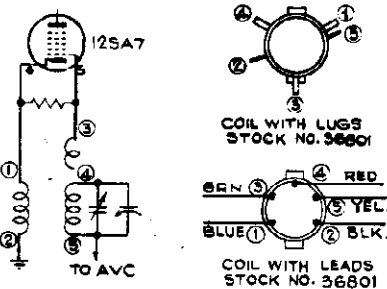 12SA7
③
①
④
②
⑤
TO AVC
④
①
⑤
②
③
COIL WITH LUGS
STOCK NO. 36801
④ RED
BRN ③
⑤ YEL.
BLUE ① ② BLK.
COIL WITH LEADS
STOCK NO. 36801